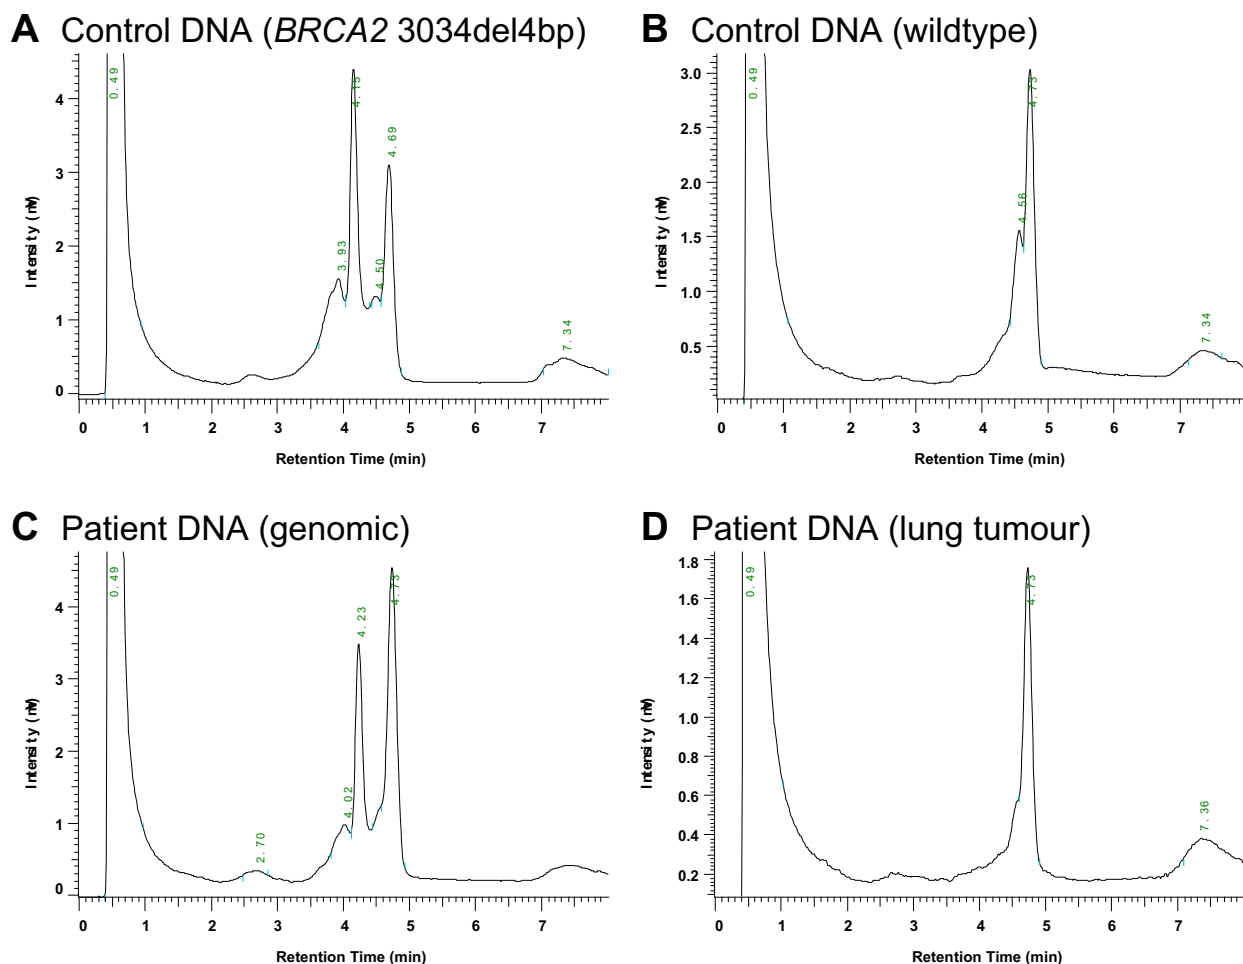 A Control DNA (BRCA2 3034del4bp)
0.49
3.93
4.15
4.50
4.69
7.34
4
3
2
1
0
Intensity (mV)
0 1 2 3 4 5 6 7
Retention Time (min)
B Control DNA (wildtype)
0.49
4.56
4.73
7.34
3.0
2.5
2.0
1.5
1.0
0.5
Intensity (mV)
0 1 2 3 4 5 6 7
Retention Time (min)
C Patient DNA (genomic)
0.49
2.70
4.02
4.23
4.73
4
3
2
1
0
Intensity (mV)
0 1 2 3 4 5 6 7
Retention Time (min)
D Patient DNA (lung tumour)
0.49
4.73
7.36
1.8
1.6
1.4
1.2
1.0
0.8
0.6
0.4
0.2
Intensity (mV)
0 1 2 3 4 5 6 7
Retention Time (min)